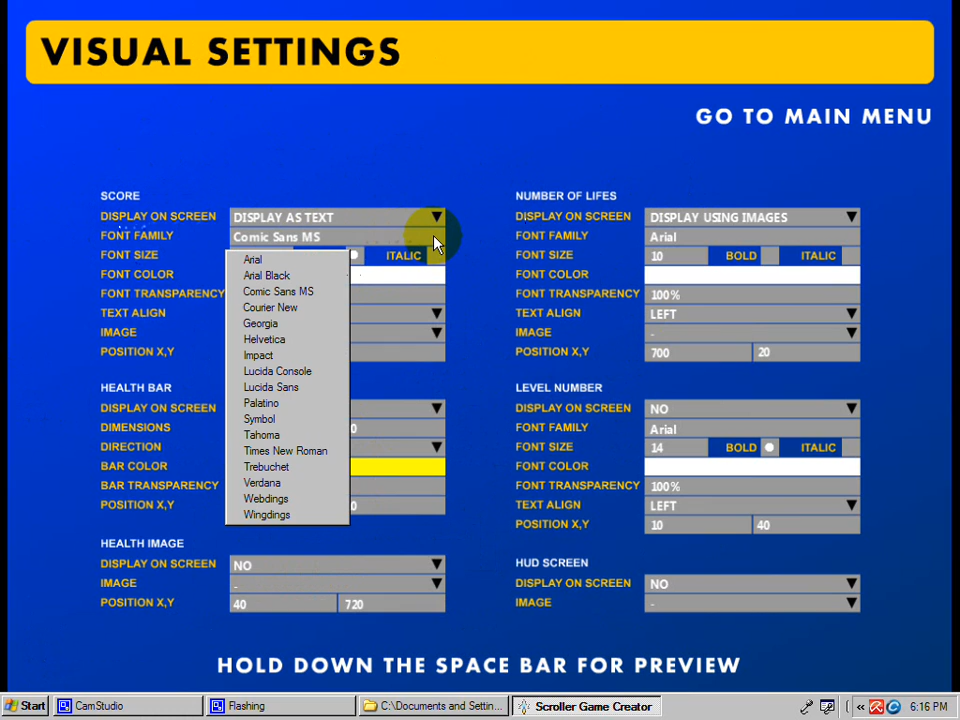 VISUAL SETTINGS
GO TO MAIN MENU
SCORE
DISPLAY ON SCREEN DISPLAY AS TEXT
FONT FAMILY Comic Sans MS
FONT SIZE ITALIC
FONT COLOR
FONT TRANSPARENCY
TEXT ALIGN
IMAGE
POSITION X,Y
Arial
Arial Black
Comic Sans MS
Courier New
Georgia
Helvetica
Impact
Lucida Console
Lucida Sans
Palatino
Symbol
Tahoma
Times New Roman
Trebuchet
Verdana
Webdings
Wingdings
HEALTH BAR
DISPLAY ON SCREEN
DIMENSIONS 0
DIRECTION
BAR COLOR
BAR TRANSPARENCY
POSITION X,Y 0
HEALTH IMAGE
DISPLAY ON SCREEN NO
IMAGE -
POSITION X,Y 40 720
NUMBER OF LIFES
DISPLAY ON SCREEN DISPLAY USING IMAGES
FONT FAMILY Arial
FONT SIZE 10 BOLD ITALIC
FONT COLOR
FONT TRANSPARENCY 100%
TEXT ALIGN LEFT
IMAGE -
POSITION X,Y 700 20
LEVEL NUMBER
DISPLAY ON SCREEN NO
FONT FAMILY Arial
FONT SIZE 14 BOLD ITALIC
FONT COLOR
FONT TRANSPARENCY 100%
TEXT ALIGN LEFT
POSITION X,Y 10 40
HUD SCREEN
DISPLAY ON SCREEN NO
IMAGE -
HOLD DOWN THE SPACE BAR FOR PREVIEW
Start CamStudio Flashing C:\Documents and Settin... Scroller Game Creator « 6:16 PM